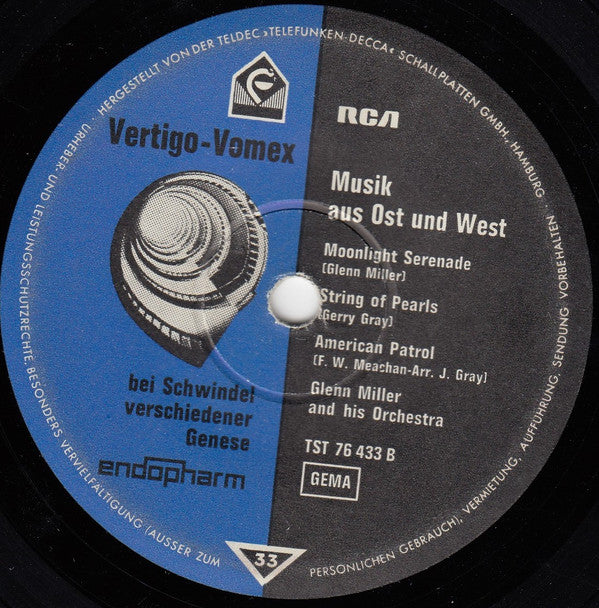 URHEBER- UND LEISTUNGSSCHUTZRECHTE, BESONDERS VERVIELFÄLTIGUNG (AUSSER ZUM PERSÖNLICHEN GEBRAUCH), VERMIETUNG, AUFFÜHRUNG, SENDUNG VORBEHALTEN · HERGESTELLT VON DER TELDEC »TELEFUNKEN-DECCA« SCHALLPLATTEN GMBH, HAMBURG
Vertigo-Vomex
bei Schwindel
verschiedener
Genese
endopharm
33
RCA
Musik
aus Ost und West
Moonlight Serenade
[Glenn Miller]
String of Pearls
[Gerry Gray]
American Patrol
[F. W. Meachan-Arr. J. Gray]
Glenn Miller
and his Orchestra
TST 76 433 B
GEMA